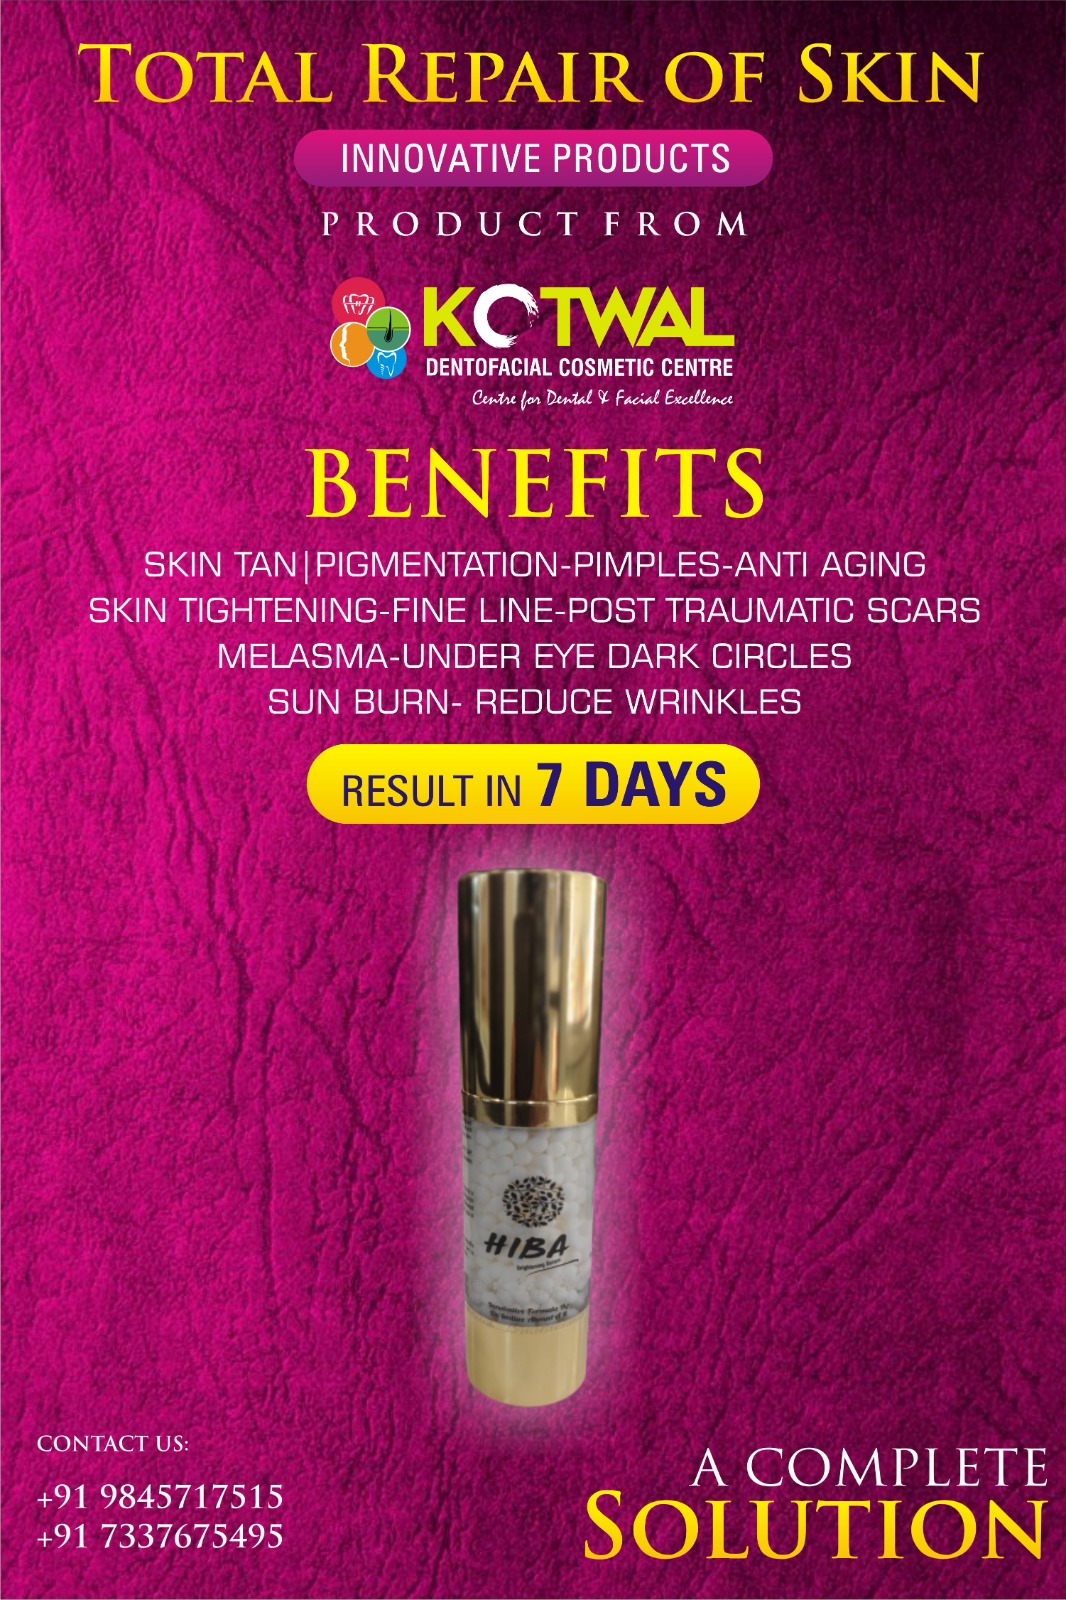 TOTAL REPAIR OF SKIN
INNOVATIVE PRODUCTS
PRODUCT FROM
KOTWAL
DENTOFACIAL COSMETIC CENTRE
Centre for Dental & Facial Excellence
BENEFITS
SKIN TAN|PIGMENTATION-PIMPLES-ANTI AGING
SKIN TIGHTENING-FINE LINE-POST TRAUMATIC SCARS
MELASMA-UNDER EYE DARK CIRCLES
SUN BURN- REDUCE WRINKLES
RESULT IN 7 DAYS
HIBA
CONTACT US:
+91 9845717515
+91 7337675495
A COMPLETE
SOLUTION